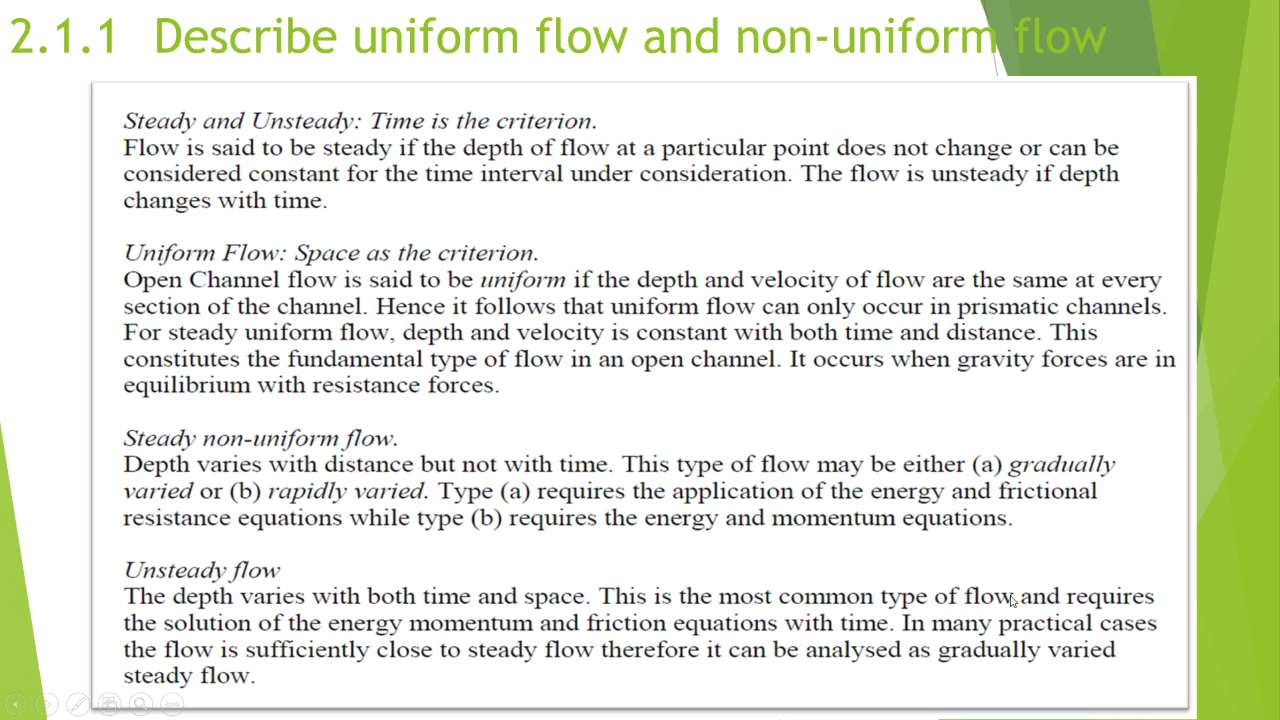 2.1.1 Describe uniform flow and non-uniform flow
Steady and Unsteady: Time is the criterion.
Flow is said to be steady if the depth of flow at a particular point does not change or can be
considered constant for the time interval under consideration. The flow is unsteady if depth
changes with time.
Uniform Flow: Space as the criterion.
Open Channel flow is said to be uniform if the depth and velocity of flow are the same at every
section of the channel. Hence it follows that uniform flow can only occur in prismatic channels.
For steady uniform flow, depth and velocity is constant with both time and distance. This
constitutes the fundamental type of flow in an open channel. It occurs when gravity forces are in
equilibrium with resistance forces.
Steady non-uniform flow.
Depth varies with distance but not with time. This type of flow may be either (a) gradually
varied or (b) rapidly varied. Type (a) requires the application of the energy and frictional
resistance equations while type (b) requires the energy and momentum equations.
Unsteady flow
The depth varies with both time and space. This is the most common type of flow and requires
the solution of the energy momentum and friction equations with time. In many practical cases
the flow is sufficiently close to steady flow therefore it can be analysed as gradually varied
steady flow.